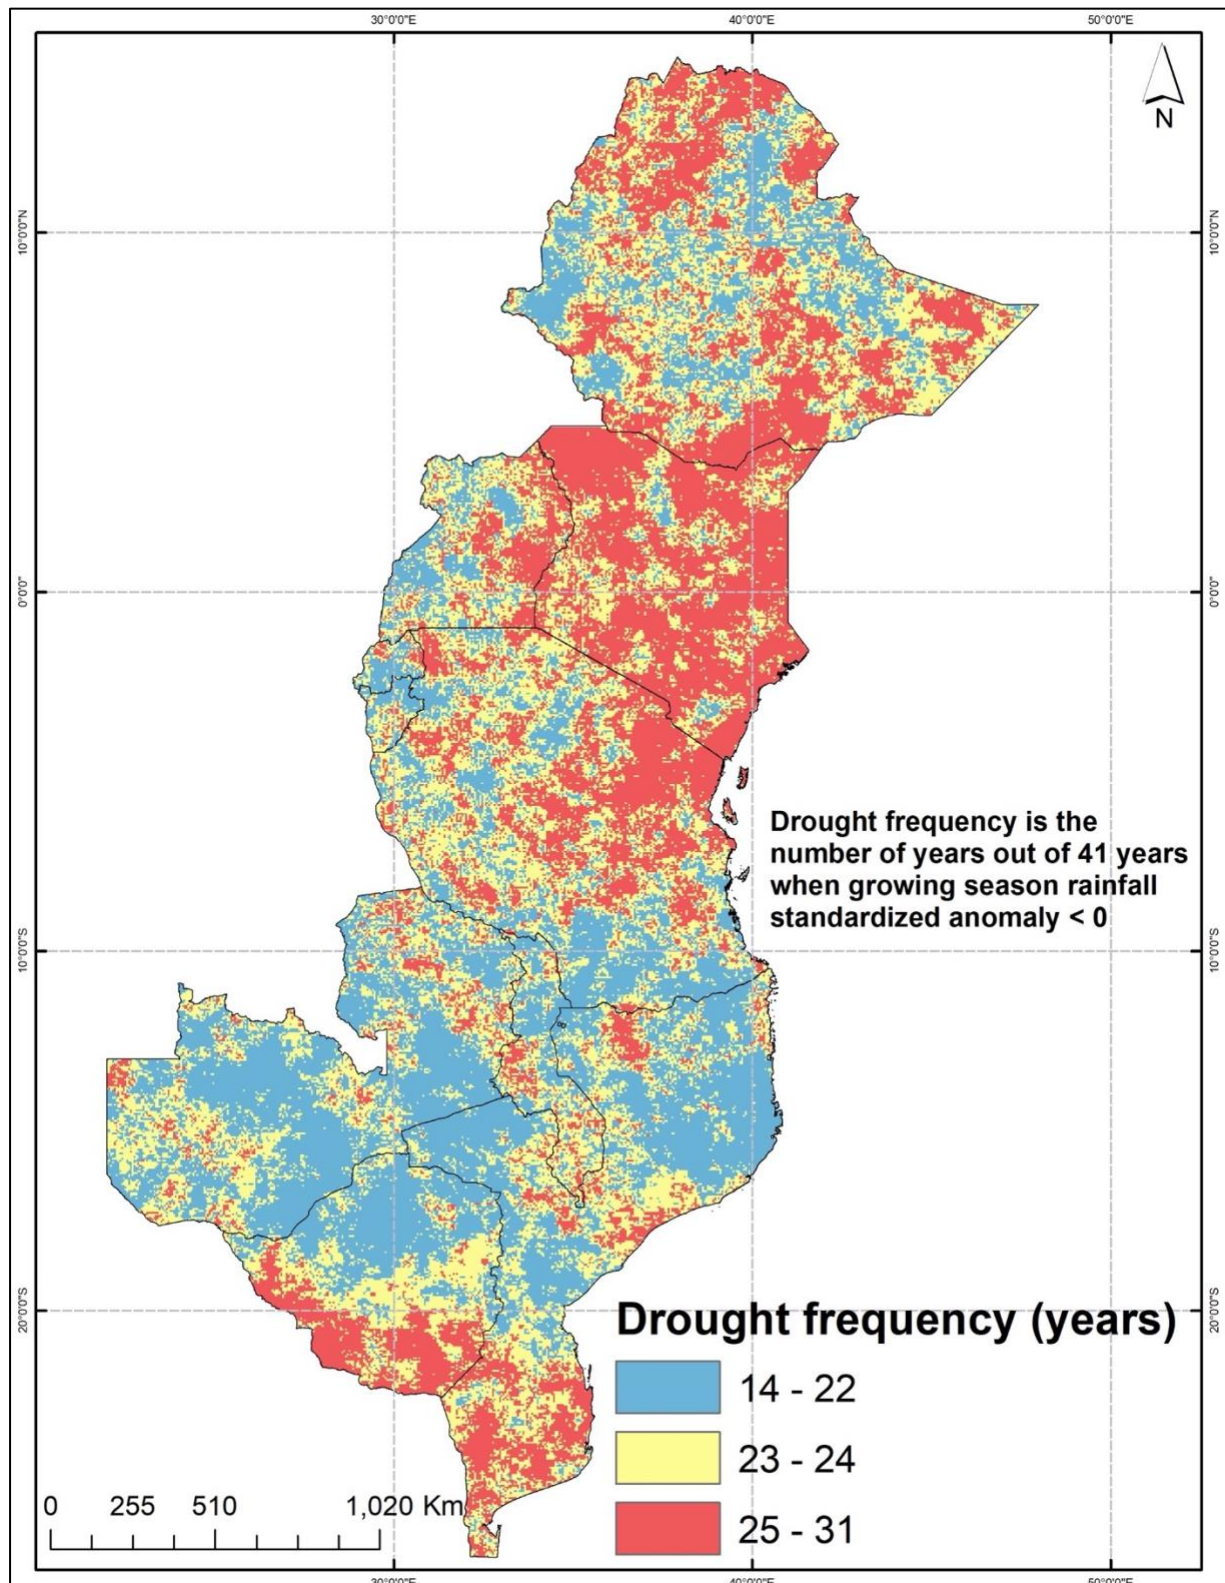 30°0'0"E
40°0'0"E
50°0'0"E
N
10°0'0"N
10°0'0"N
0°0'0"
0°0'0"
Drought frequency is the
number of years out of 41 years
when growing season rainfall
standardized anomaly < 0
10°0'0"S
10°0'0"S
20°0'0"S
20°0'0"S
Drought frequency (years)
14 - 22
23 - 24
25 - 31
0 255 510 1,020 Km
30°0'0"E
40°0'0"E
50°0'0"E